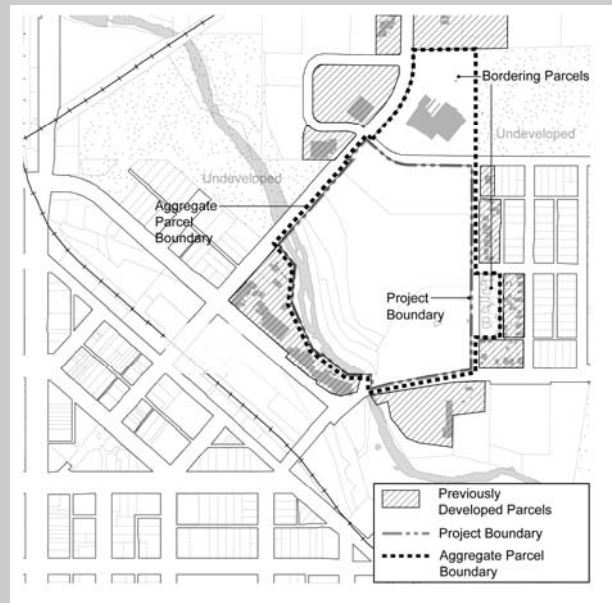 Bordering Parcels
Undeveloped
Undeveloped
Aggregate
Parcel
Boundary
Project
Boundary
Previously
Developed Parcels
Project Boundary
Aggregate Parcel
Boundary